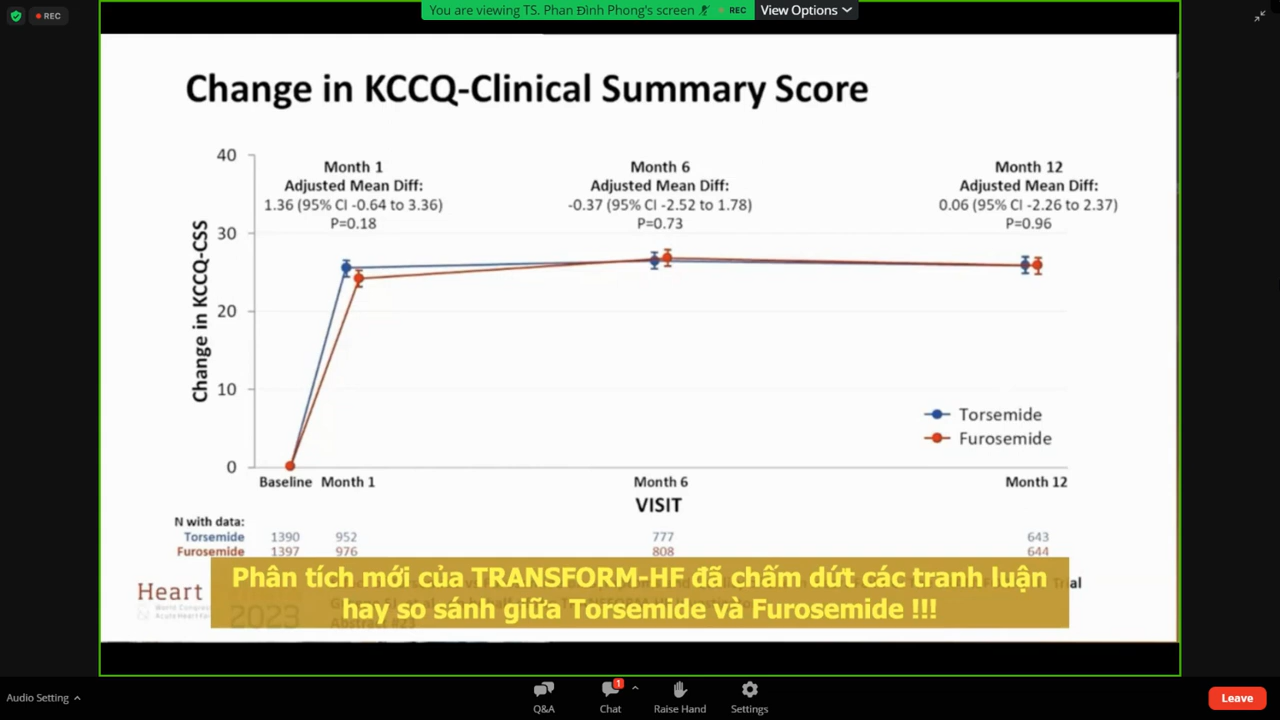 REC
You are viewing TS. Phan Đình Phong's screen
REC
View Options
Change in KCCQ-Clinical Summary Score
40
30
20
10
0
Change in KCCQ-CSS
Month 1
Adjusted Mean Diff:
1.36 (95% CI -0.64 to 3.36)
P=0.18
Month 6
Adjusted Mean Diff:
-0.37 (95% CI -2.52 to 1.78)
P=0.73
Month 12
Adjusted Mean Diff:
0.06 (95% CI -2.26 to 2.37)
P=0.96
Torsemide
Furosemide
Baseline Month 1 Month 6 Month 12
VISIT
N with data:
Torsemide 1390 952 777 643
Furosemide 1397 976 808 644
Heart
2023
Phân tích mới của TRANSFORM-HF đã chấm dứt các tranh luận
hay so sánh giữa Torsemide và Furosemide !!!
Audio Setting
Q&A
1
Chat
Raise Hand
Settings
Leave